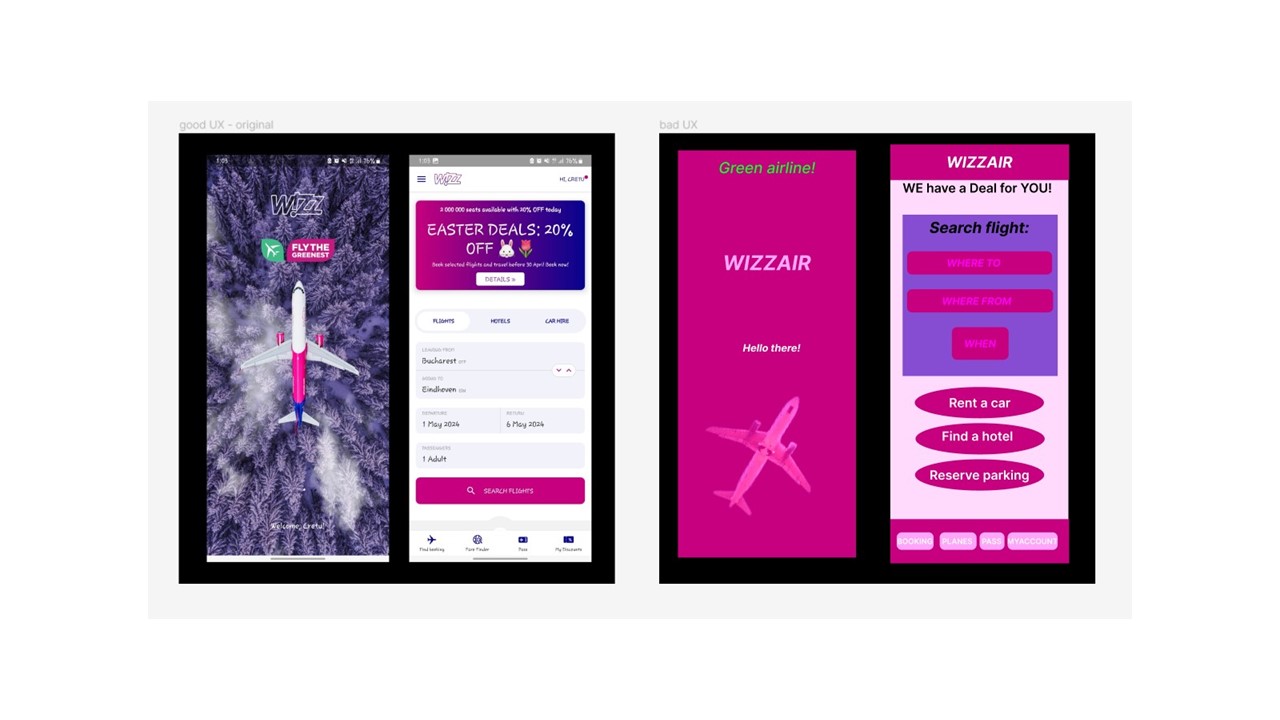 good UX - original
1:05
76%
WIZZ
FLY THE
GREENEST
Welcome, Cretu!
1:05
76%
WIZZ
HI, CRETU
2 000 000 seats available with 20% OFF today
EASTER DEALS: 20%
OFF 🐰🌷
Book selected flights and travel before 30 April Book now!
DETAILS »
FLIGHTS HOTELS CAR HIRE
LEAVING FROM
Bucharest OTP
GOING TO
Eindhoven EIN
DEPARTURE RETURN
1 May 2024 6 May 2024
PASSENGERS
1 Adult
SEARCH FLIGHTS
Find booking Fare Finder Pass My Discounts
bad UX
Green airline!
WIZZAIR
Hello there!
WIZZAIR
WE have a Deal for YOU!
Search flight:
WHERE TO
WHERE FROM
WHEN
Rent a car
Find a hotel
Reserve parking
BOOKING PLANES PASS MYACCOUNT